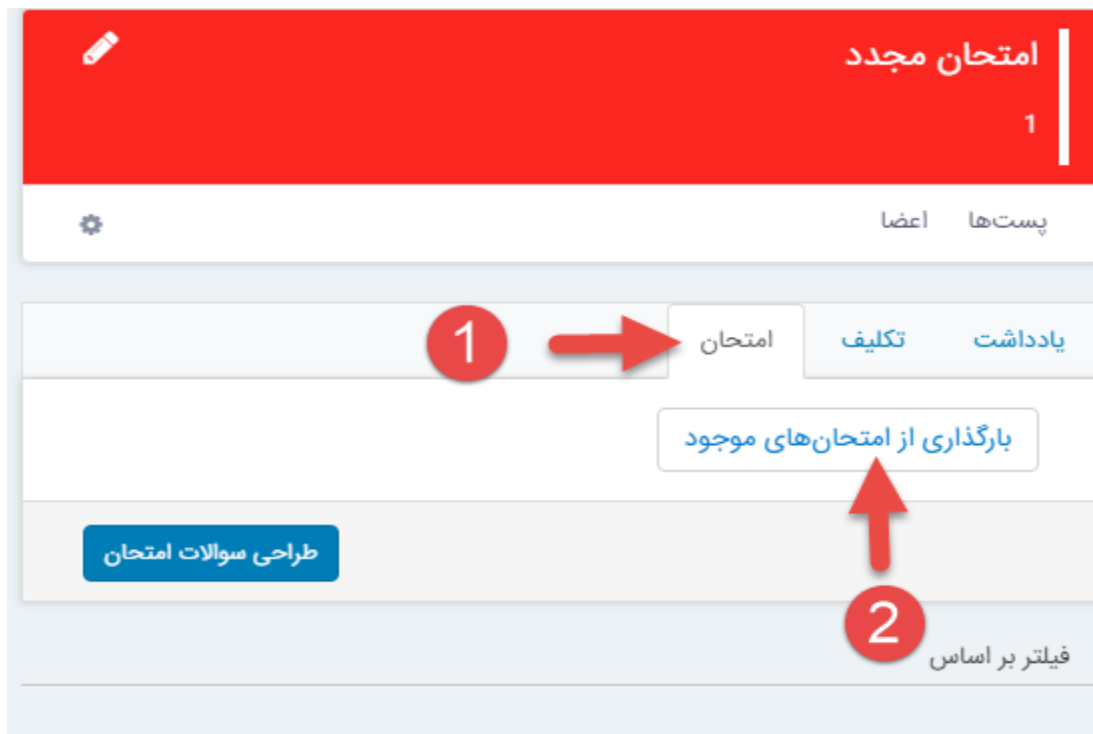 امتحان مجدد
1
پست‌ها اعضا
یادداشت تکلیف امتحان 1
بارگذاری از امتحان‌های موجود
طراحی سوالات امتحان
2
فیلتر بر اساس